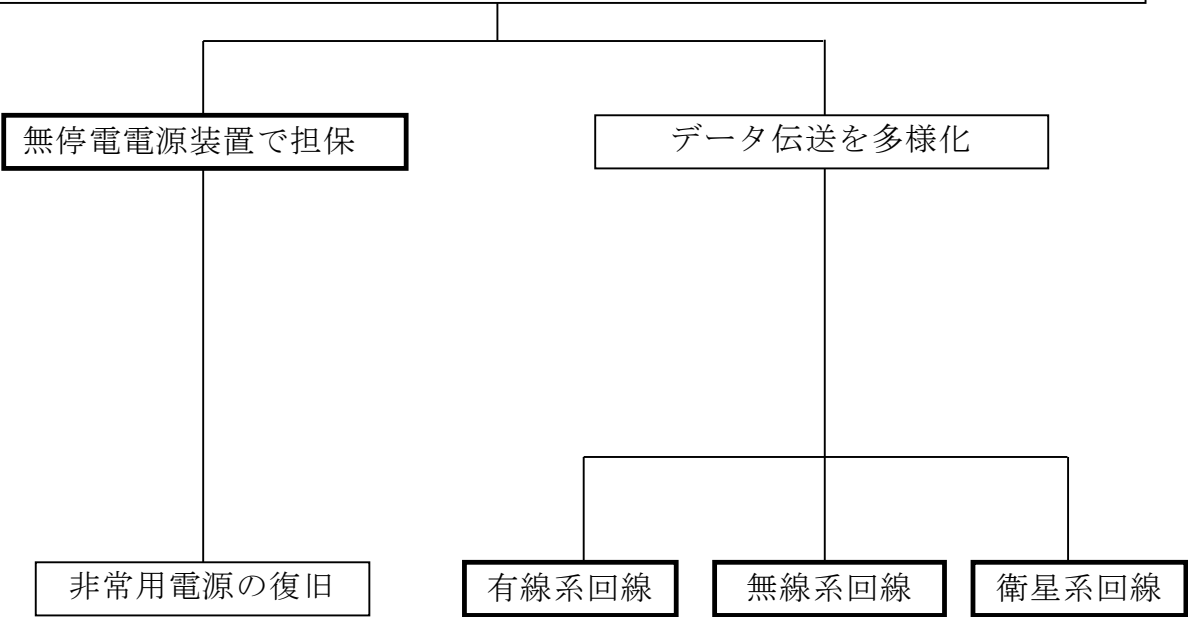 無停電電源装置で担保
データ伝送を多様化
非常用電源の復旧
有線系回線
無線系回線
衛星系回線